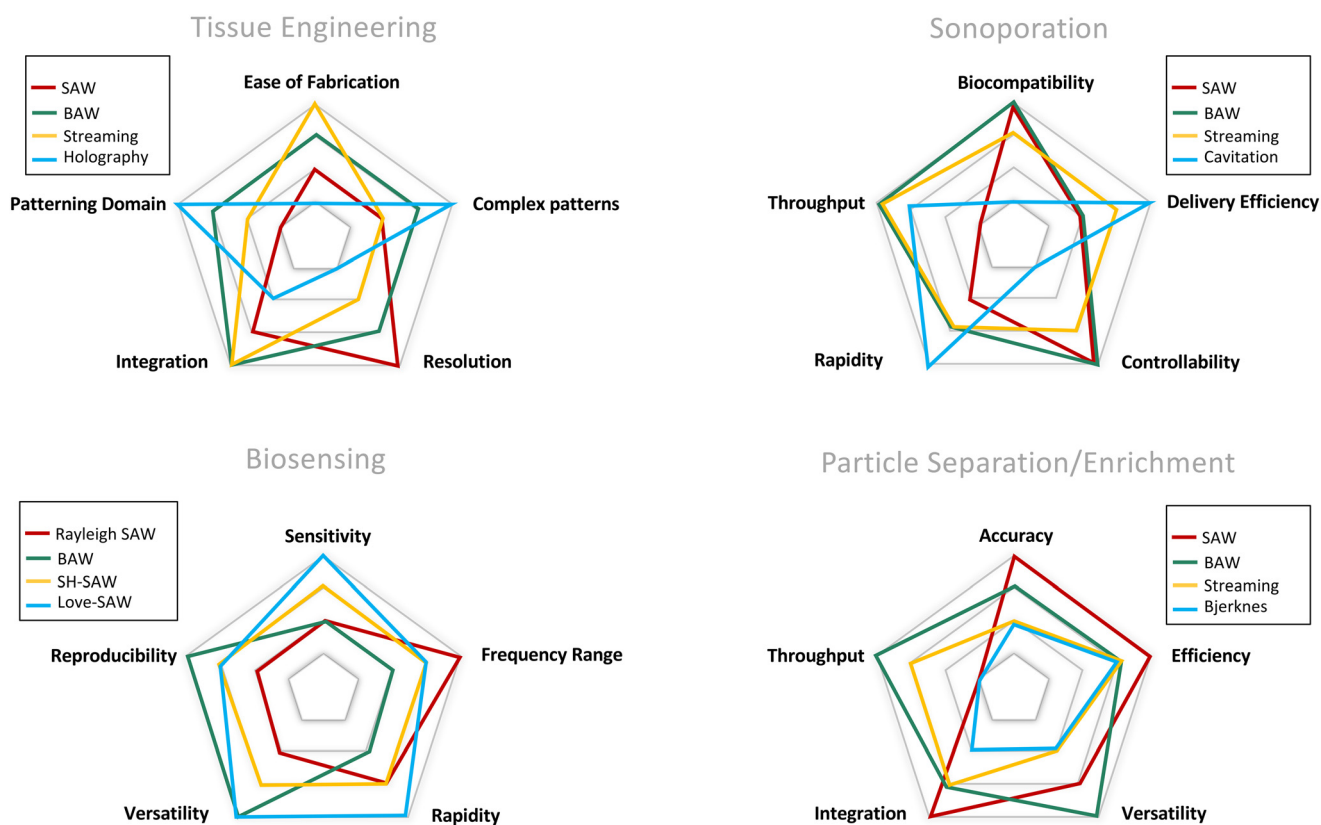 Tissue Engineering
SAW
BAW
Streaming
Holography
Ease of Fabrication
Patterning Domain
Complex patterns
Integration
Resolution
Sonoporation
SAW
BAW
Streaming
Cavitation
Biocompatibility
Throughput
Delivery Efficiency
Rapidity
Controllability
Biosensing
Rayleigh SAW
BAW
SH-SAW
Love-SAW
Sensitivity
Reproducibility
Frequency Range
Versatility
Rapidity
Particle Separation/Enrichment
SAW
BAW
Streaming
Bjerknes
Accuracy
Throughput
Efficiency
Integration
Versatility